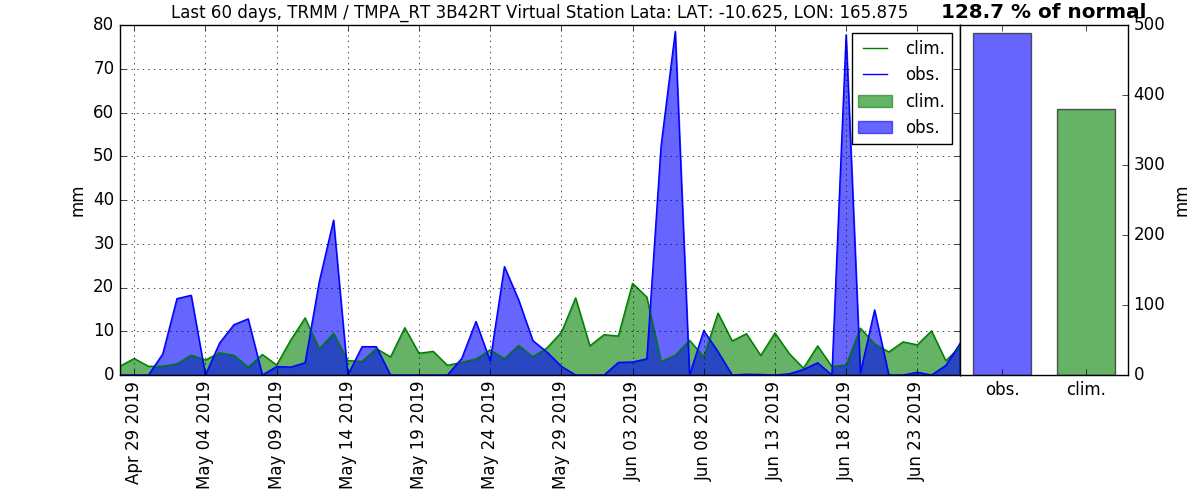 Last 60 days, TRMM / TMPA_RT 3B42RT Virtual Station Lata: LAT: -10.625, LON: 165.875
128.7 % of normal
80
70
60
50
40
30
20
10
0
mm
clim.
obs.
clim.
obs.
500
400
300
200
100
0
mm
obs.
clim.
Apr 29 2019
May 04 2019
May 09 2019
May 14 2019
May 19 2019
May 24 2019
May 29 2019
Jun 03 2019
Jun 08 2019
Jun 13 2019
Jun 18 2019
Jun 23 2019